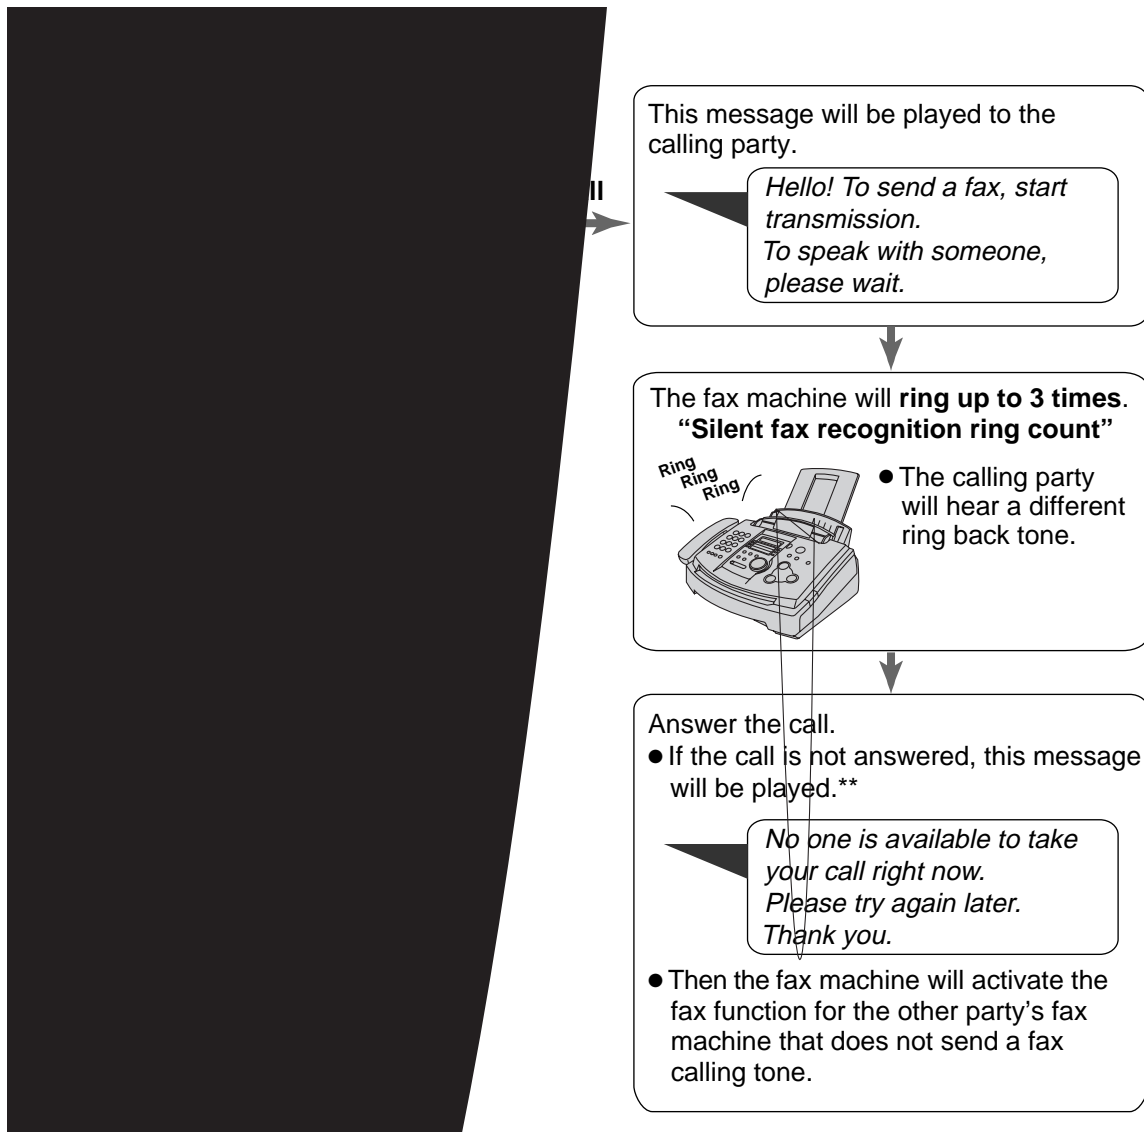 This message will be played to the
calling party.
Hello! To send a fax, start
transmission.
To speak with someone,
please wait.
The fax machine will ring up to 3 times.
“Silent fax recognition ring count”
Ring
Ring
Ring
● The calling party
will hear a different
ring back tone.
Answer the call.
● If the call is not answered, this message
will be played.**
No one is available to take
your call right now.
Please try again later.
Thank you.
● Then the fax machine will activate the
fax function for the other party’s fax
machine that does not send a fax
calling tone.